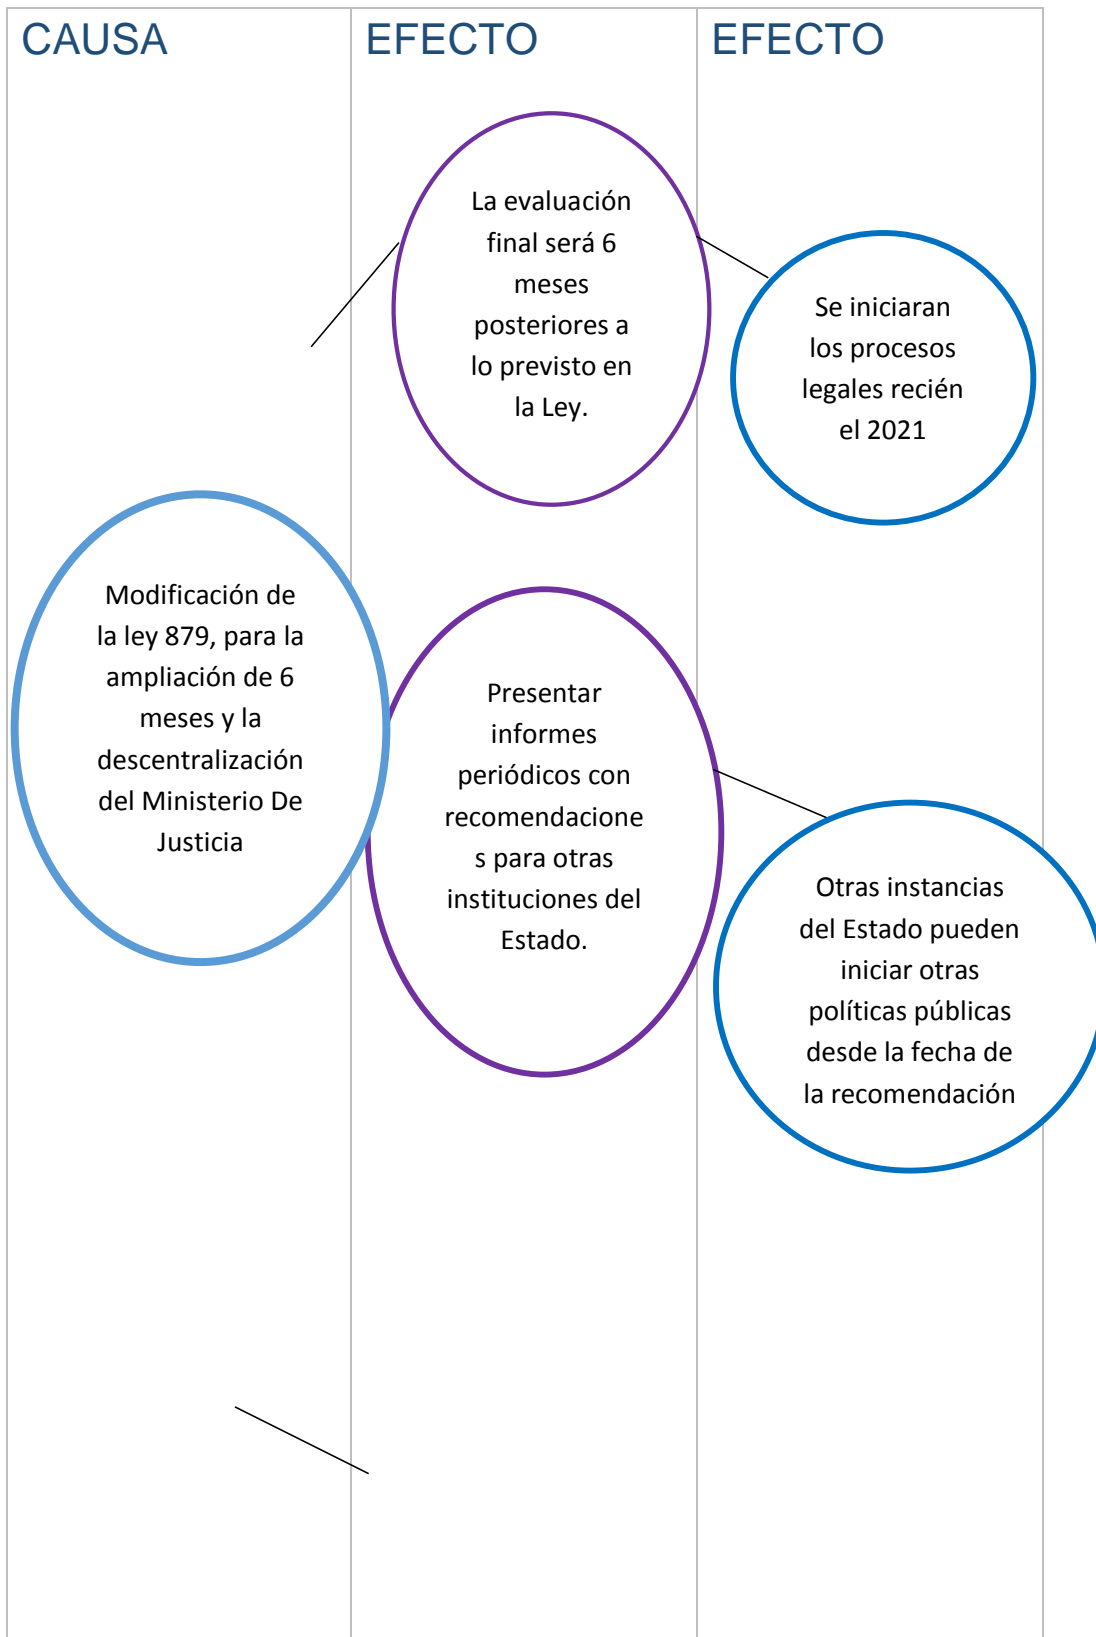 CAUSA
EFECTO
EFECTO
La evaluación
final será 6
meses
posteriores a
lo previsto en
la Ley.
Se iniciaran
los procesos
legales recién
el 2021
Modificación de
la ley 879, para la
ampliación de 6
meses y la
descentralización
del Ministerio De
Justicia
Presentar
informes
periódicos con
recomendacione
s para otras
instituciones del
Estado.
Otras instancias
del Estado pueden
iniciar otras
políticas públicas
desde la fecha de
la recomendación